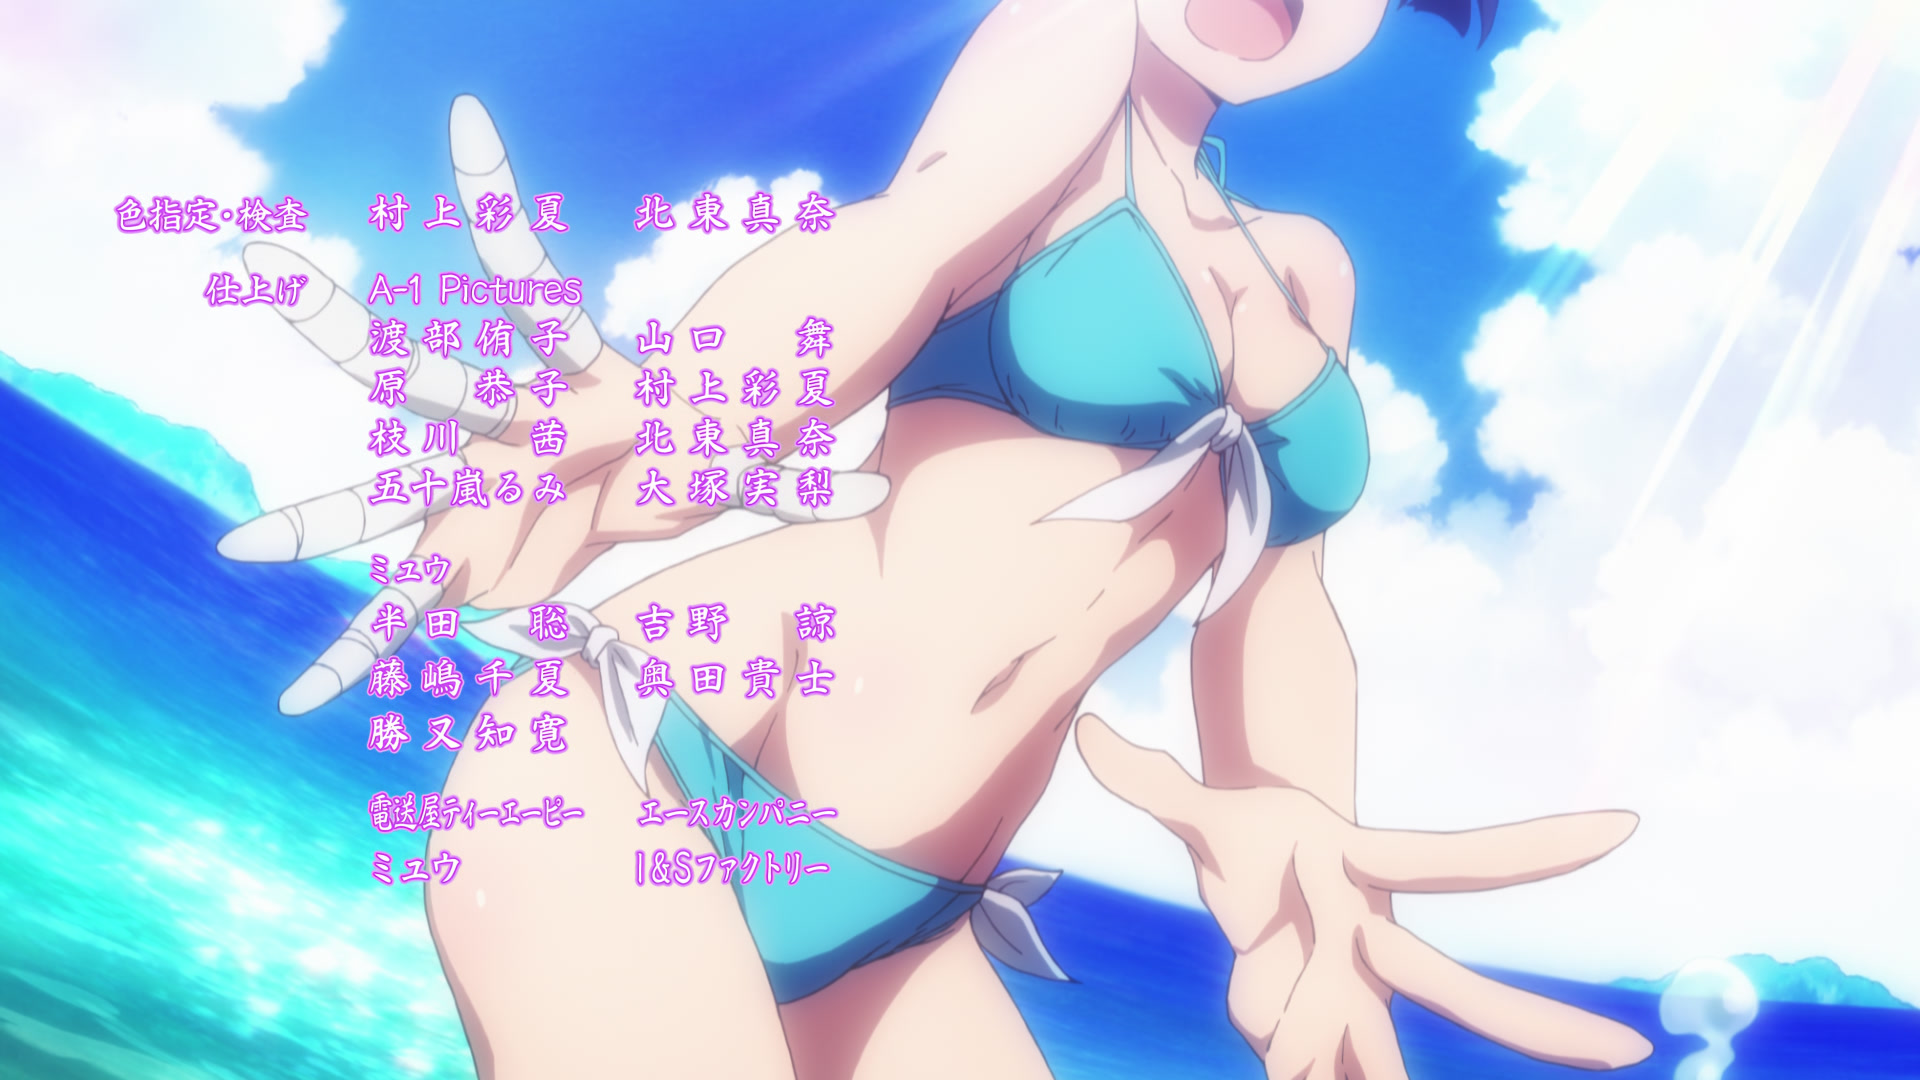 色指定・検査 村上彩夏 北東真奈
仕上げ A-1 Pictures
渡部侑子 山口舞
原恭子 村上彩夏
枝川茜 北東真奈
五十嵐るみ 大塚実梨
ミュウ
半田聡 吉野諒
藤嶋千夏 奥田貴士
勝又知寛
電送屋ティーエーピー エースカンパニー
ミュウ I&Sファクトリー